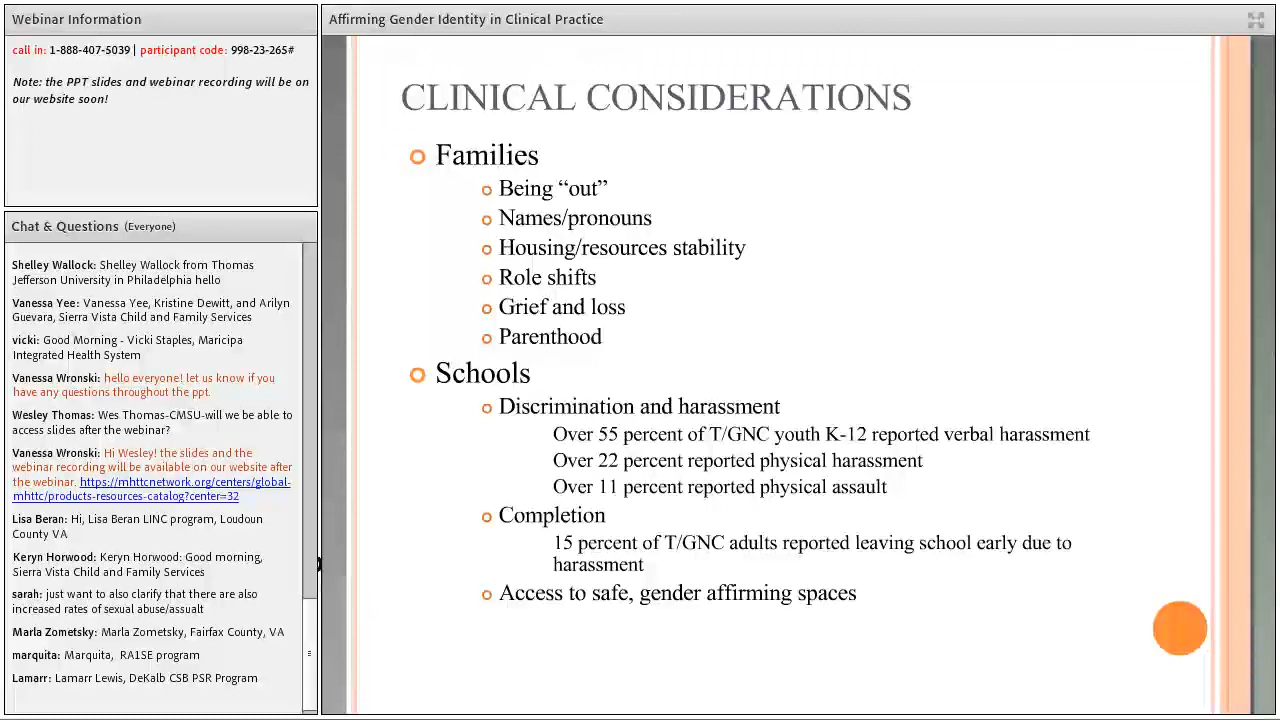 Webinar Information
call in: 1-888-407-5039 | participant code: 998-23-265#
Note: the PPT slides and webinar recording will be on
our website soon!
Chat & Questions (Everyone)
Shelley Wallock: Shelley Wallock from Thomas
Jefferson University in Philadelphia hello
Vanessa Yee: Vanessa Yee, Kristine Dewitt, and Arilyn
Guevara, Sierra Vista Child and Family Services
vicki: Good Morning - Vicki Staples, Maricipa
Integrated Health System
Vanessa Wronski: hello everyone! let us know if you
have any questions throughout the ppt.
Wesley Thomas: Wes Thomas-CMSU-will we be able to
access slides after the webinar?
Vanessa Wronski: Hi Wesley! the slides and the
webinar recording will be available on our website after
the webinar. https://mhttcnetwork.org/centers/global-
mhttc/products-resources-catalog?center=32
Lisa Beran: Hi, Lisa Beran LINC program, Loudoun
County VA
Keryn Horwood: Keryn Horwood: Good morning,
Sierra Vista Child and Family Services
sarah: just want to also clarify that there are also
increased rates of sexual abuse/assualt
Marla Zometsky: Marla Zometsky, Fairfax County, VA
marquita: Marquita, RA1SE program
Lamarr: Lamarr Lewis, DeKalb CSB PSR Program
Affirming Gender Identity in Clinical Practice
CLINICAL CONSIDERATIONS
Families
Being “out”
Names/pronouns
Housing/resources stability
Role shifts
Grief and loss
Parenthood
Schools
Discrimination and harassment
Over 55 percent of T/GNC youth K-12 reported verbal harassment
Over 22 percent reported physical harassment
Over 11 percent reported physical assault
Completion
15 percent of T/GNC adults reported leaving school early due to
harassment
Access to safe, gender affirming spaces